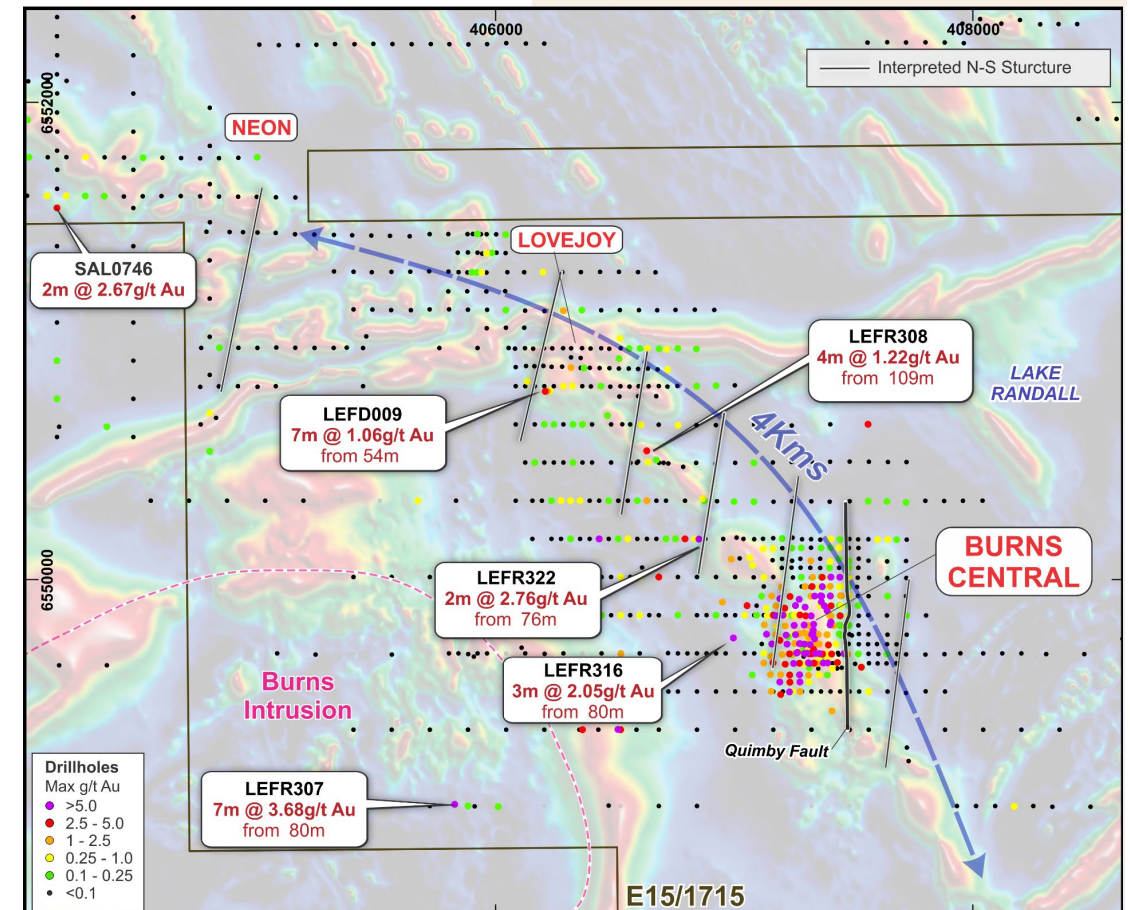 406000
408000
Interpreted N-S Sturcture
6552000
NEON
LOVEJOY
SAL0746
2m @ 2.67g/t Au
LEFR308
4m @ 1.22g/t Au
from 109m
LAKE
RANDALL
LEFD009
7m @ 1.06g/t Au
from 54m
4Kms
BURNS
CENTRAL
6550000
LEFR322
2m @ 2.76g/t Au
from 76m
LEFR316
3m @ 2.05g/t Au
from 80m
Burns
Intrusion
Quimby Fault
LEFR307
7m @ 3.68g/t Au
from 80m
Drillholes
Max g/t Au
>5.0
2.5 - 5.0
1 - 2.5
0.25 - 1.0
0.1 - 0.25
<0.1
E15/1715